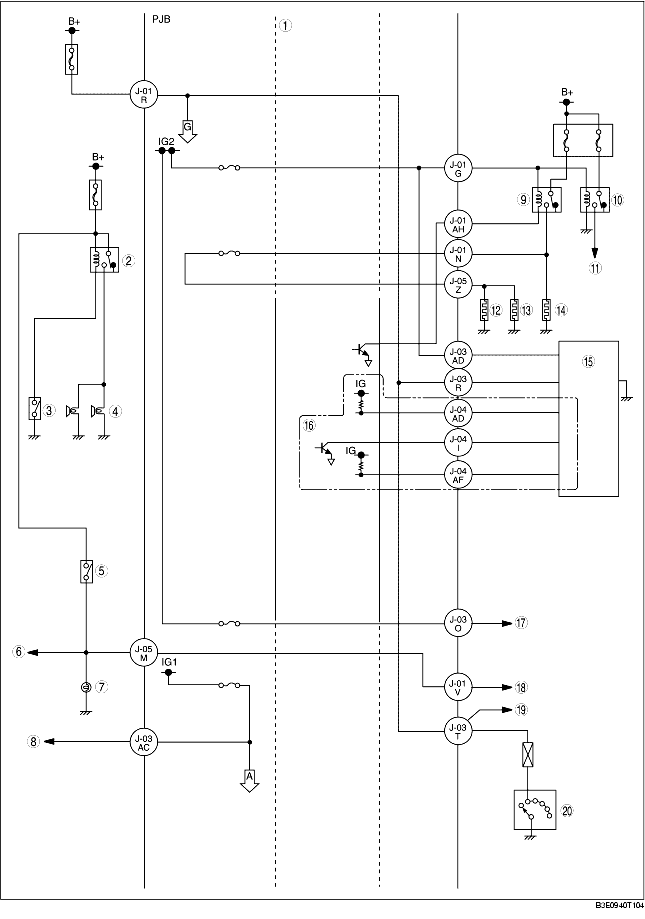 B+
PJB
①
J-01
R
G
B+
IG2
B+
J-01
G
⑨
⑩
J-01
AH
②
J-01
N
⑪
J-05
Z
⑫
⑬
⑭
J-03
AD
⑮
J-03
R
IG
③
④
J-04
AD
⑯
J-04
I
IG
J-04
AF
⑤
J-03
O
⑰
⑥
J-05
M
IG1
⑦
J-01
V
⑱
⑲
⑧
J-03
AC
J-03
T
A
⑳
B3E0940T104